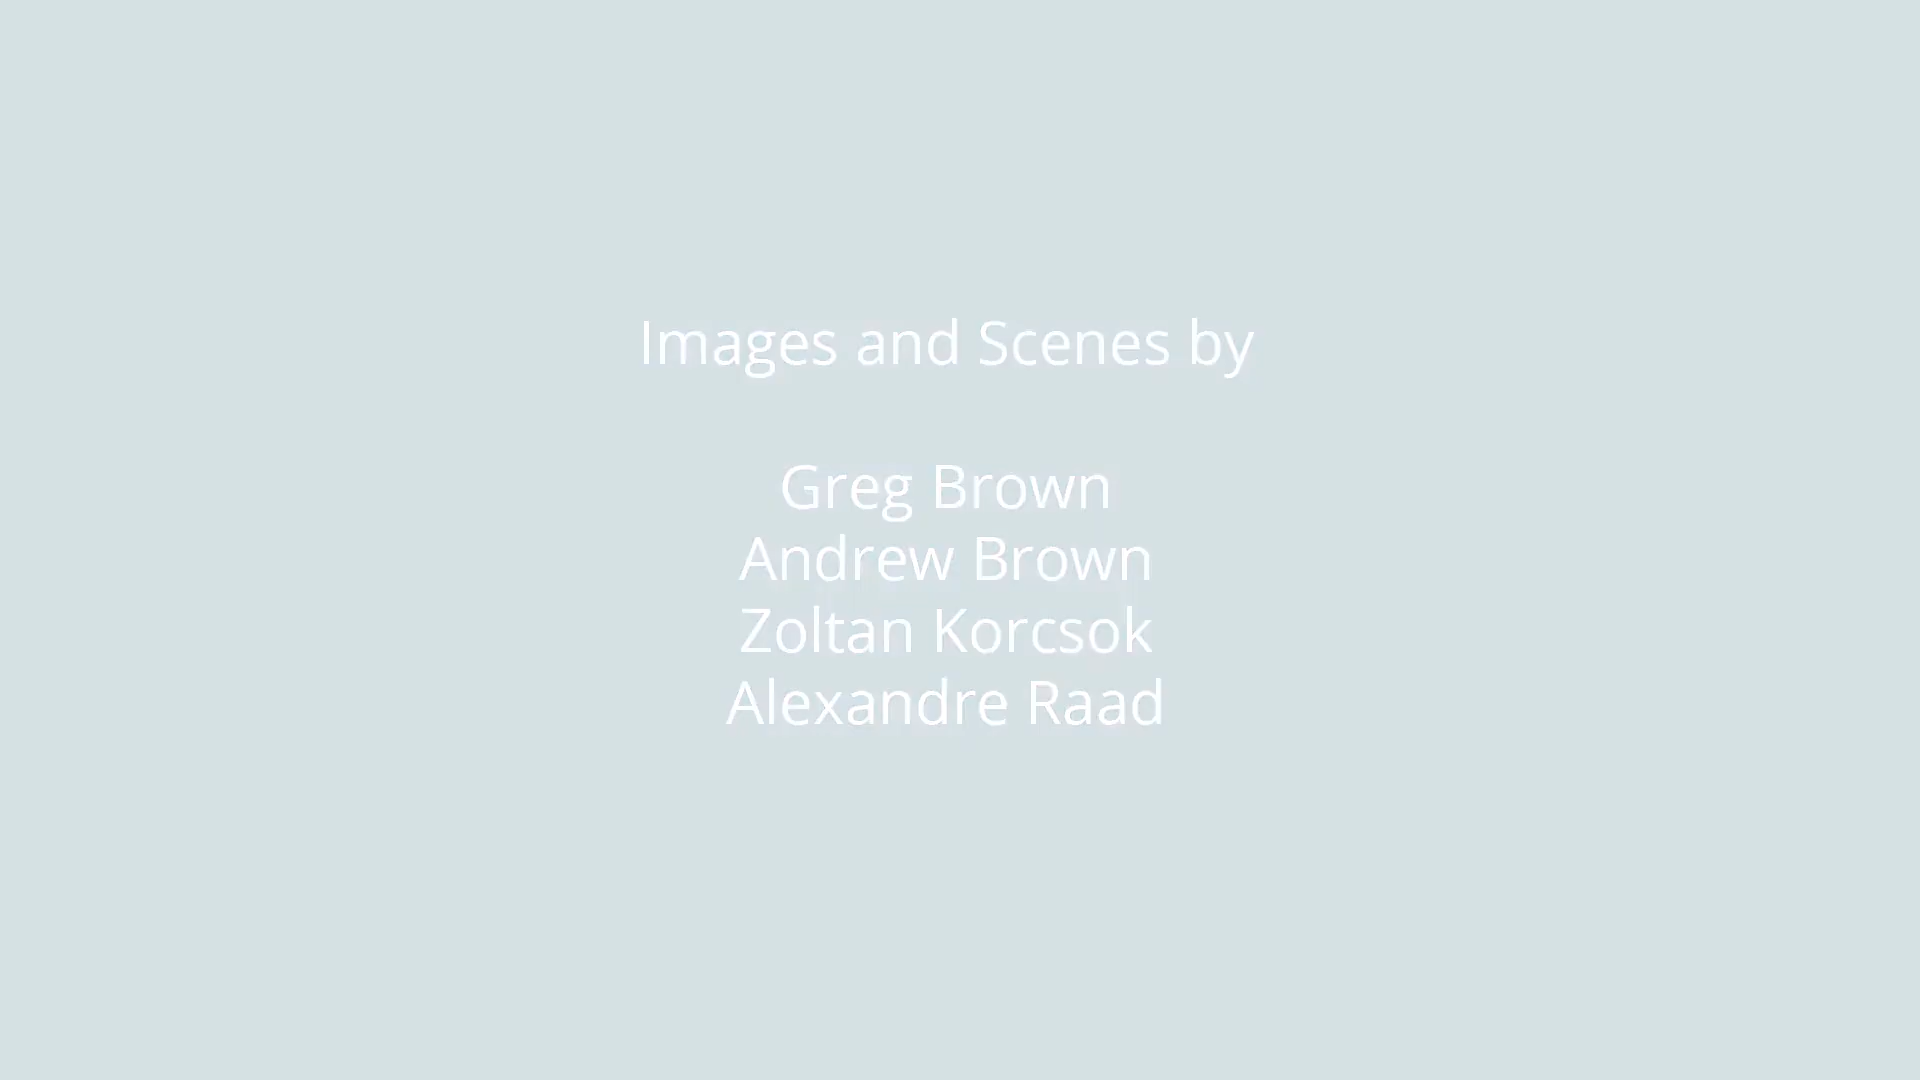 Images and Scenes by
Greg Brown
Andrew Brown
Zoltan Korcsok
Alexandre Raad